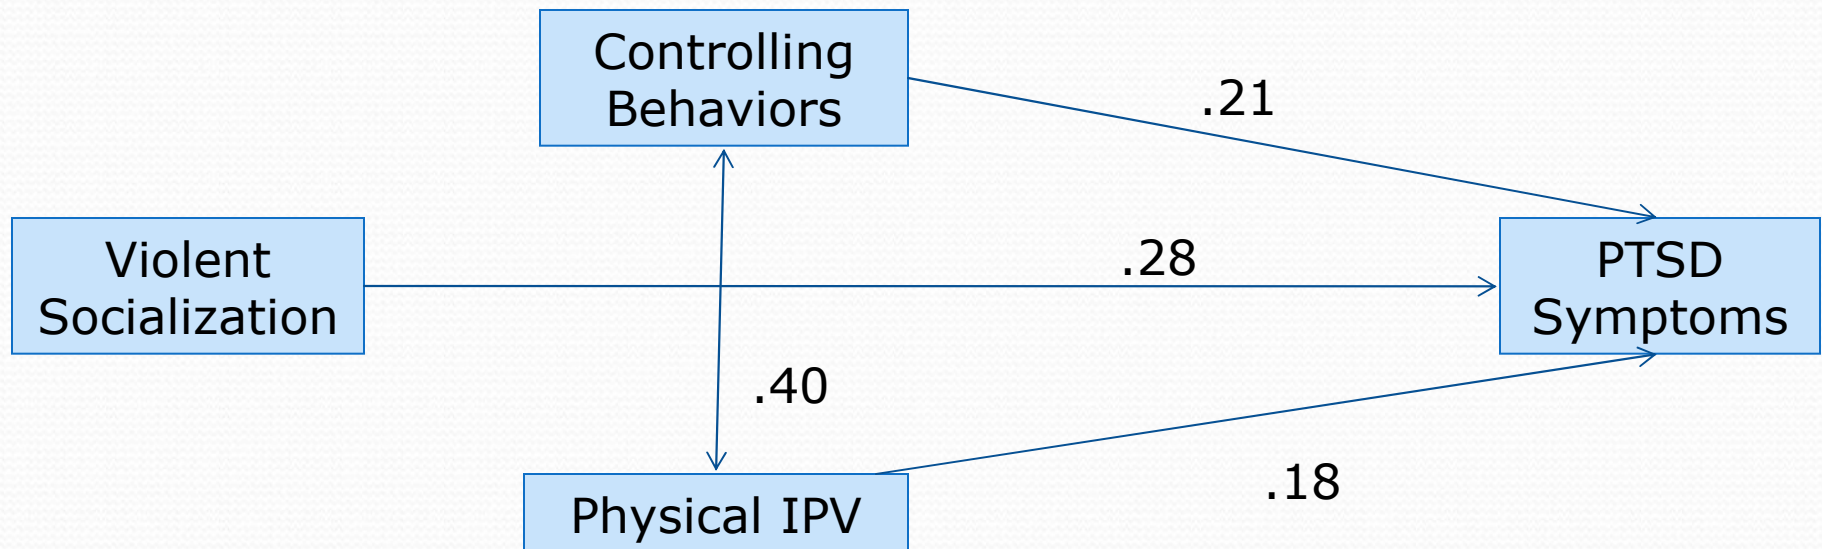 Controlling
Behaviors
.21
Violent
Socialization
.28
PTSD
Symptoms
.40
.18
Physical IPV